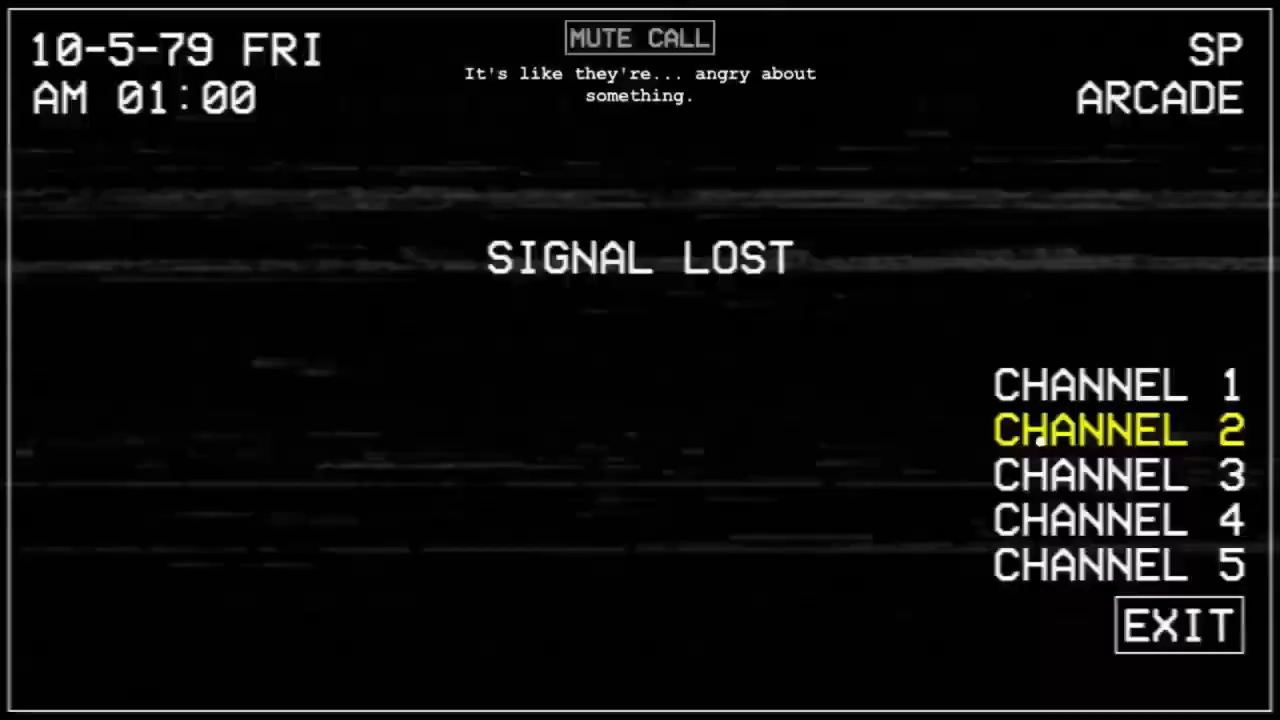 10-5-79 FRI
AM 01:00
MUTE CALL
It's like they're... angry about
something.
SP
ARCADE
SIGNAL LOST
CHANNEL 1
CHANNEL 2
CHANNEL 3
CHANNEL 4
CHANNEL 5
EXIT